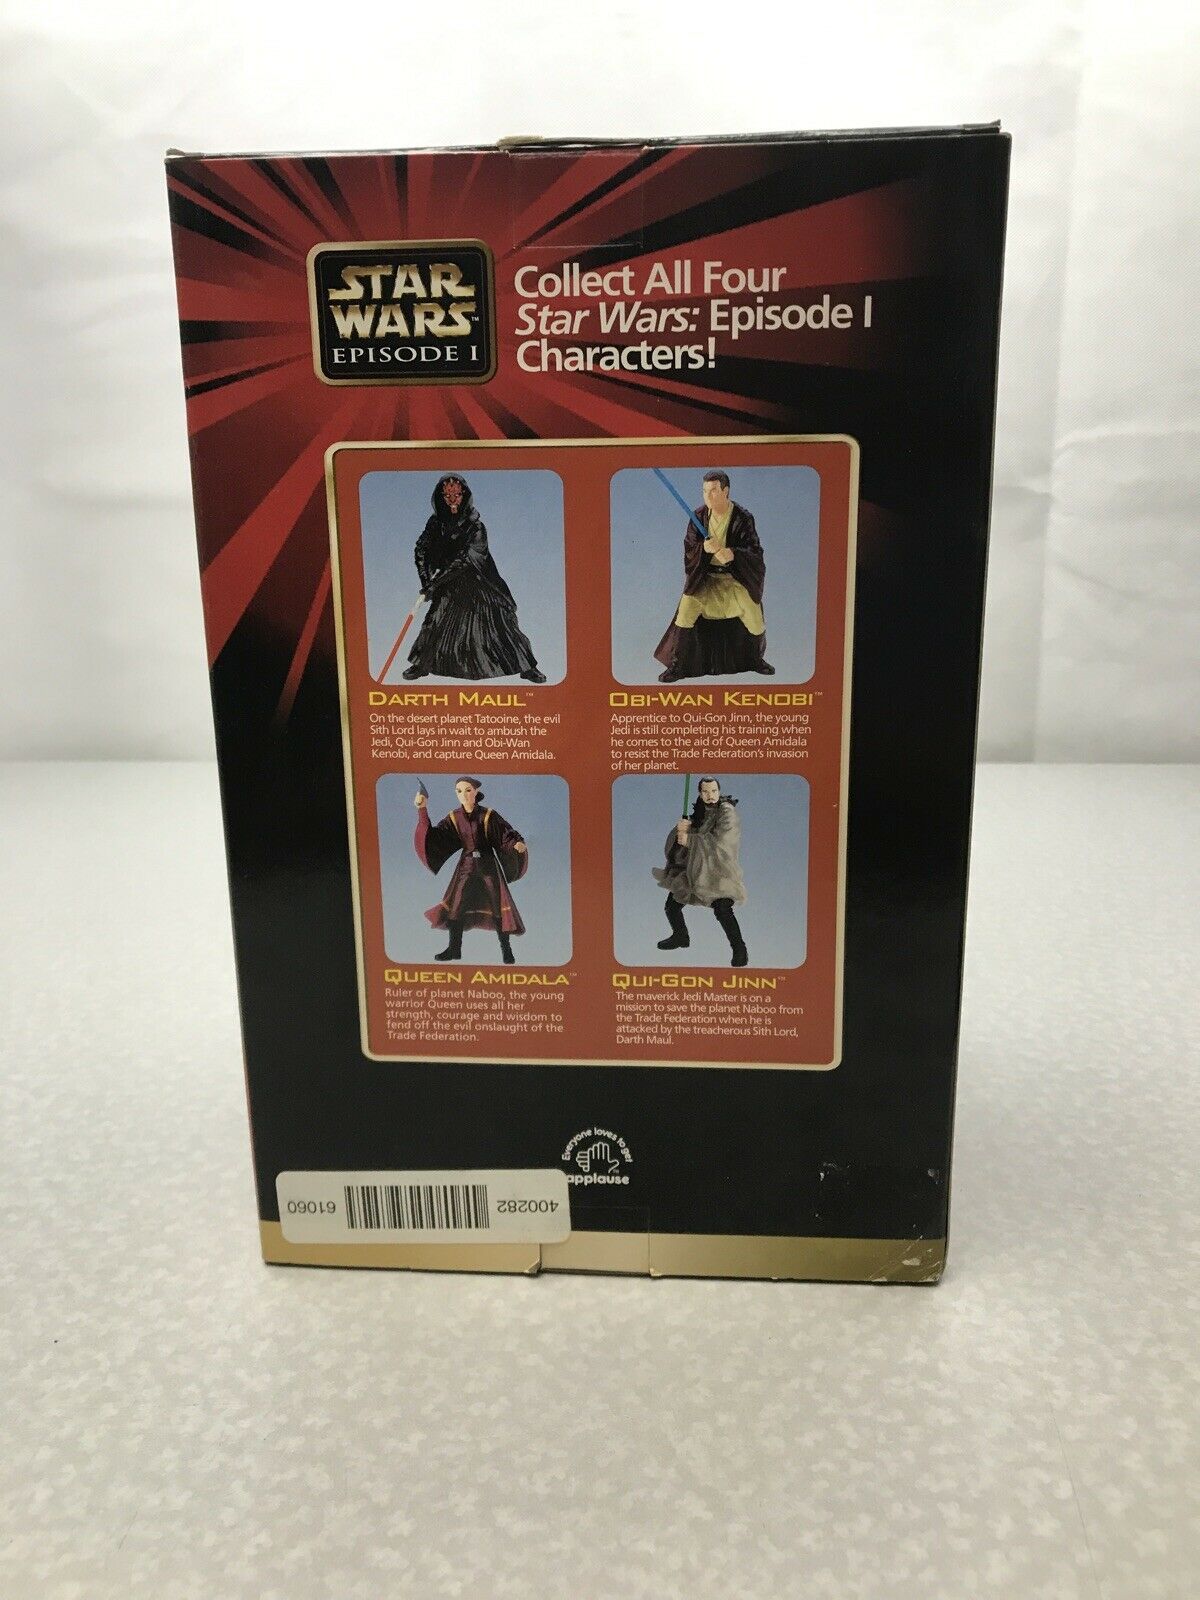 STAR
WARS™
EPISODE I
Collect All Four
Star Wars: Episode I
Characters!
DARTH MAUL™
On the desert planet Tatooine, the evil
Sith Lord lays in wait to ambush the
Jedi, Qui-Gon Jinn and Obi-Wan
Kenobi, and capture Queen Amidala.
OBI-WAN KENOBI™
Apprentice to Qui-Gon Jinn, the young
Jedi is still completing his training when
he comes to the aid of Queen Amidala
to resist the Trade Federation's invasion
of her planet.
QUEEN AMIDALA™
Ruler of planet Naboo, the young
warrior Queen uses all her
strength, courage and wisdom to
fend off the evil onslaught of the
Trade Federation.
QUI-GON JINN™
The maverick Jedi Master is on a
mission to save the planet Naboo from
the Trade Federation when he is
attacked by the treacherous Sith Lord,
Darth Maul.
Everyone loves to get
applause
400282
61060